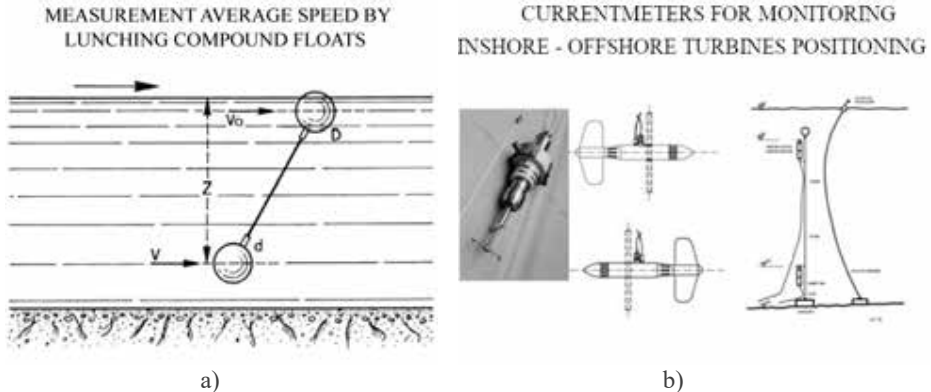 MEASUREMENT AVERAGE SPEED BY
LUNCHING COMPOUND FLOATS
V₀
D
Z
d
V
a)
CURRENTMETERS FOR MONITORING
INSHORE - OFFSHORE TURBINES POSITIONING
b)